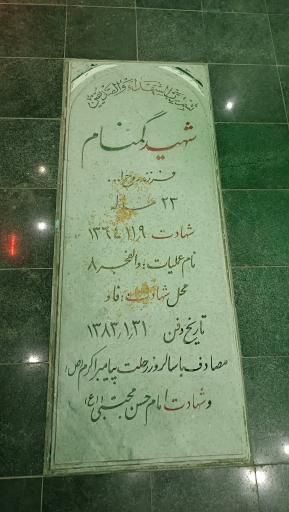 شهید گمنام
فرزند روح ا...
۲۳ ساله
شهادت ۱۳۶۴٫۱۱٫۹
نام عملیات: والفجر ۸
محل شهادت: فاو
تاریخ دفن ۱۳۸۳٫۱٫۳۱
مصادف با سالروز رحلت پیامبر اکرم (ص)
و شهادت امام حسن مجتبی (ع)